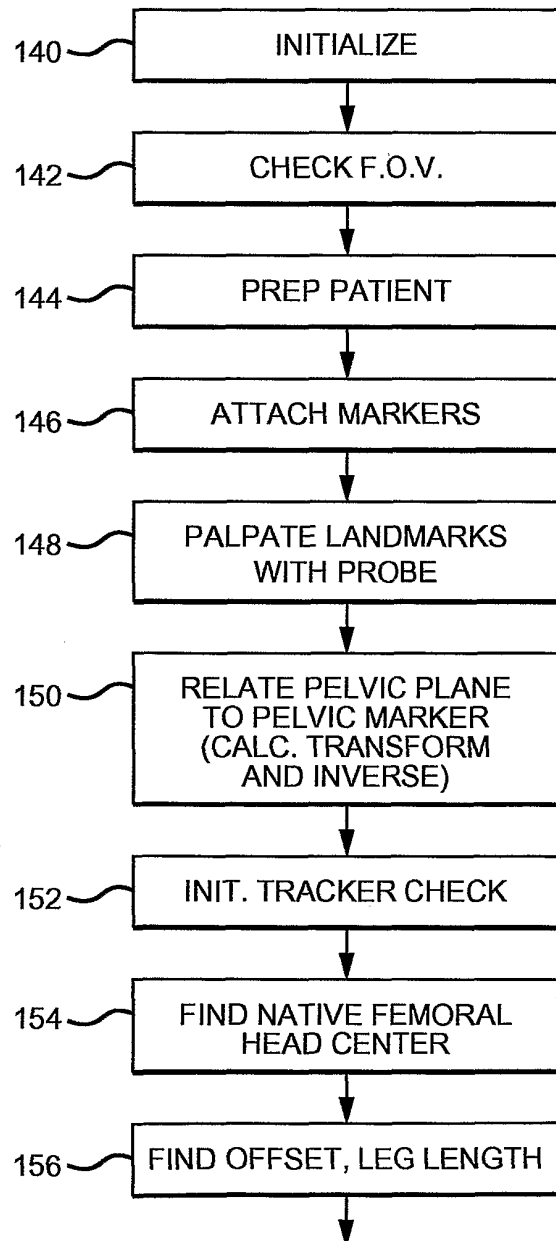 140
INITIALIZE
142
CHECK F.O.V.
144
PREP PATIENT
146
ATTACH MARKERS
148
PALPATE LANDMARKS
WITH PROBE
150
RELATE PELVIC PLANE
TO PELVIC MARKER
(CALC. TRANSFORM
AND INVERSE)
152
INIT. TRACKER CHECK
154
FIND NATIVE FEMORAL
HEAD CENTER
156
FIND OFFSET, LEG LENGTH